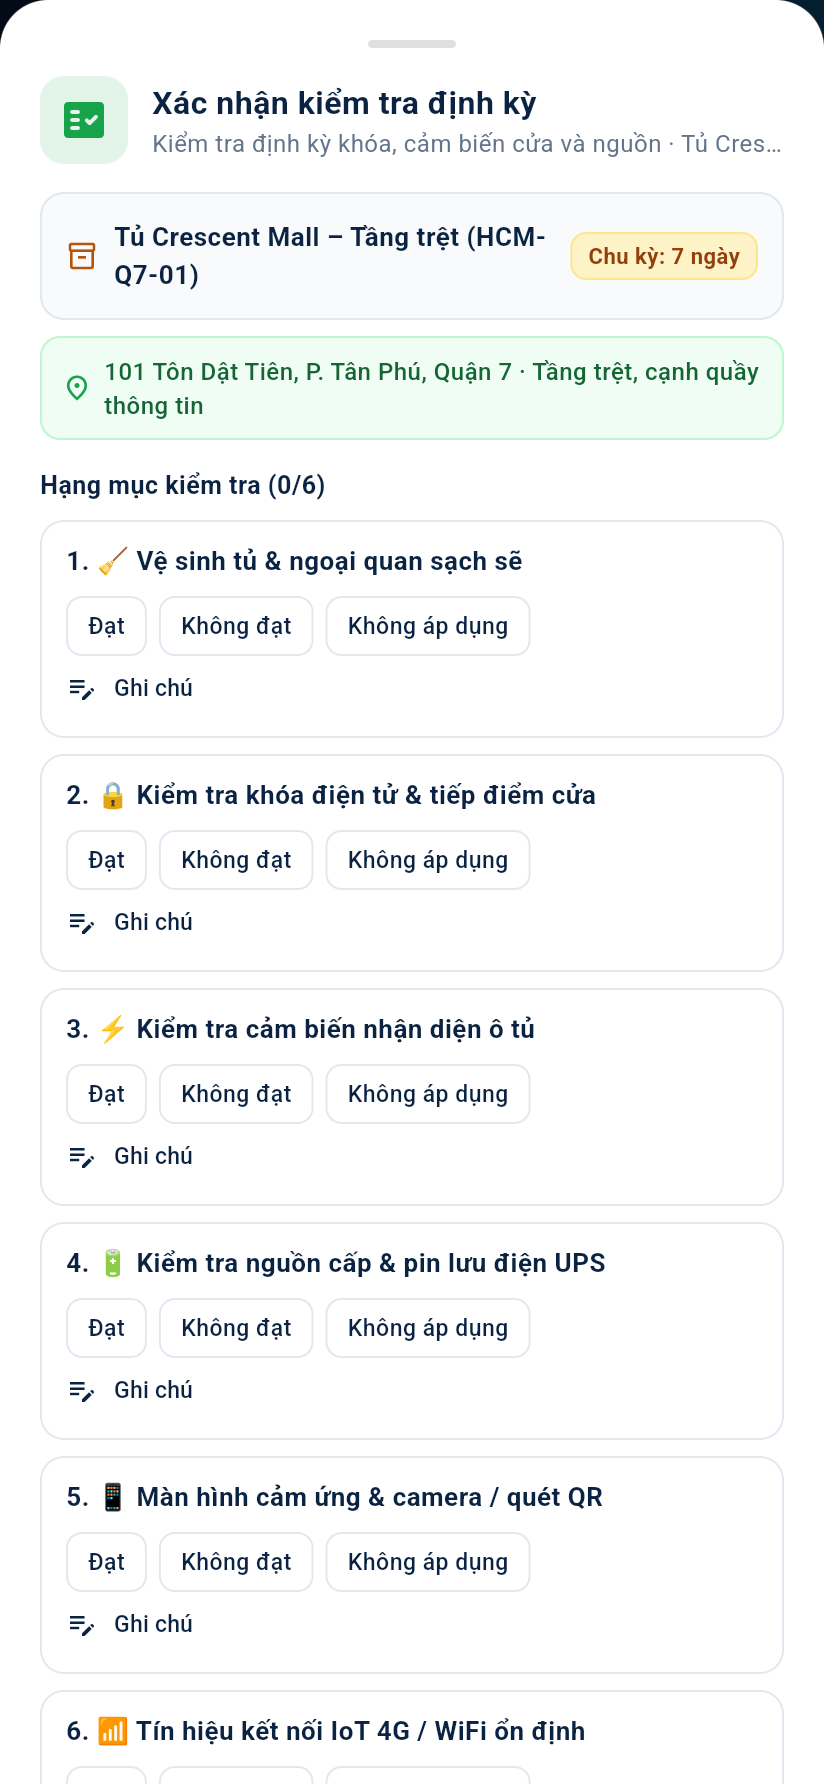 Xác nhận kiểm tra định kỳ
Kiểm tra định kỳ khóa, cảm biến cửa và nguồn · Tủ Cres...
Tủ Crescent Mall – Tầng trệt (HCM-
Q7-01)
Chu kỳ: 7 ngày
101 Tôn Dật Tiên, P. Tân Phú, Quận 7 · Tầng trệt, cạnh quầy
thông tin
Hạng mục kiểm tra (0/6)
1. 🧹 Vệ sinh tủ & ngoại quan sạch sẽ
Đạt Không đạt Không áp dụng
Ghi chú
2. 🔒 Kiểm tra khóa điện tử & tiếp điểm cửa
Đạt Không đạt Không áp dụng
Ghi chú
3. ⚡ Kiểm tra cảm biến nhận diện ô tủ
Đạt Không đạt Không áp dụng
Ghi chú
4. 🔋 Kiểm tra nguồn cấp & pin lưu điện UPS
Đạt Không đạt Không áp dụng
Ghi chú
5. 📱 Màn hình cảm ứng & camera / quét QR
Đạt Không đạt Không áp dụng
Ghi chú
6. 📶 Tín hiệu kết nối IoT 4G / WiFi ổn định